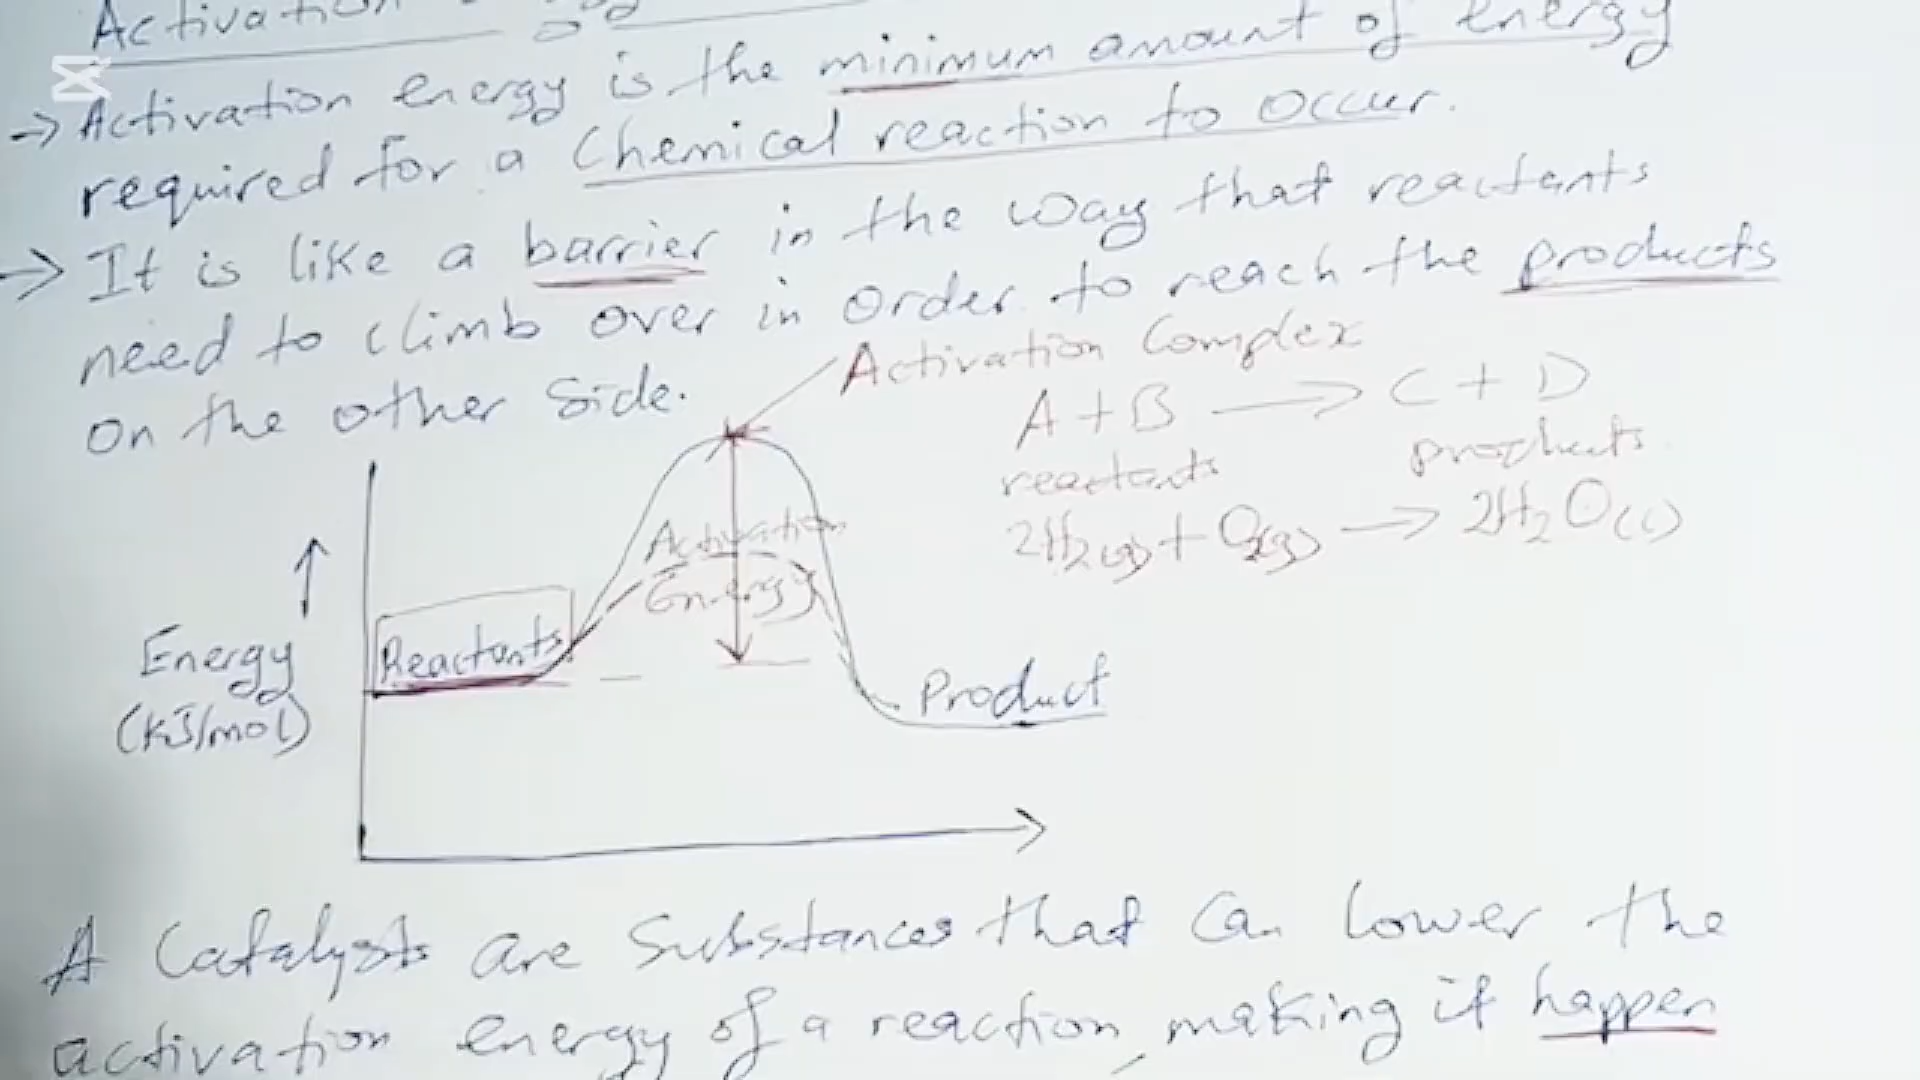 Activation
→ Activation energy is the minimum amount of energy
required for a chemical reaction to occur.
→ It is like a barrier in the way that reactants
need to climb over in order to reach the products
on the other side.
Activation Complex
A + B → C + D
reactants products
2H₂(g) + O₂(g) → 2H₂O(l)
Activation
Energy
Reactants
Energy
(kJ/mol)
Product
A Catalysts are substances that can lower the
activation energy of a reaction, making it happen